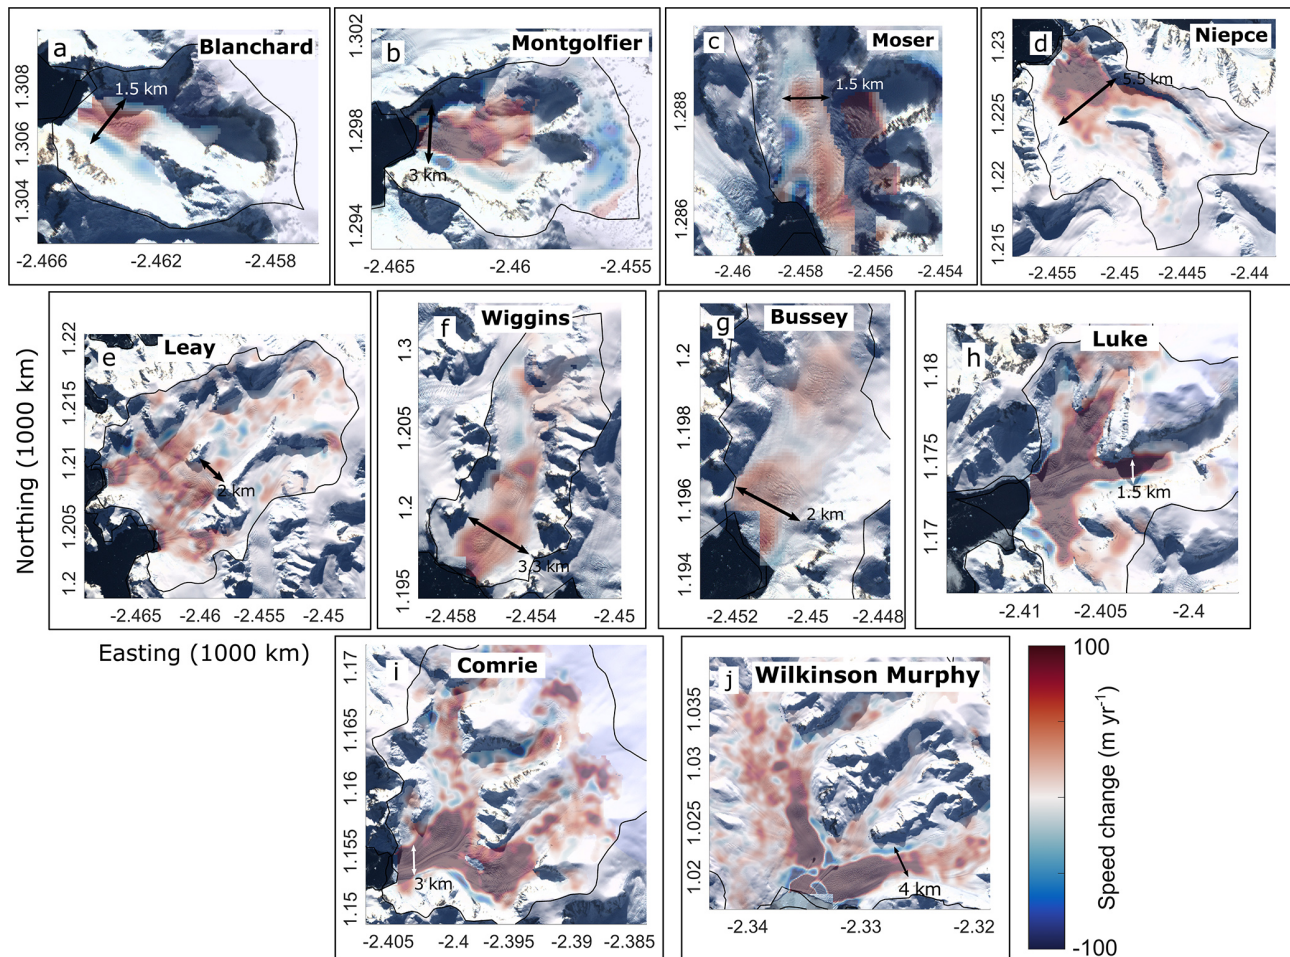 a Blanchard
1.5 km
1.308
1.306
1.304
-2.466 -2.462 -2.458
b Montgolfier
3 km
1.302
1.298
1.294
-2.465 -2.46 -2.455
c Moser
1.5 km
1.288
1.286
-2.46 -2.458 -2.456 -2.454
d Niepce
5.5 km
1.23
1.225
1.22
1.215
-2.455 -2.45 -2.445 -2.44
e Leay
2 km
1.22
1.215
1.21
1.205
1.2
-2.465 -2.46 -2.455 -2.45
f Wiggins
3.3 km
1.3
1.205
1.2
1.195
-2.458 -2.454 -2.45
g Bussey
2 km
1.2
1.198
1.196
1.194
-2.452 -2.45 -2.448
h Luke
1.5 km
1.18
1.175
1.17
-2.41 -2.405 -2.4
Northing (1000 km)
Easting (1000 km)
i Comrie
3 km
1.17
1.165
1.16
1.155
1.15
-2.405 -2.4 -2.395 -2.39 -2.385
j Wilkinson Murphy
4 km
1.035
1.03
1.025
1.02
-2.34 -2.33 -2.32
100
Speed change (m yr⁻¹)
-100